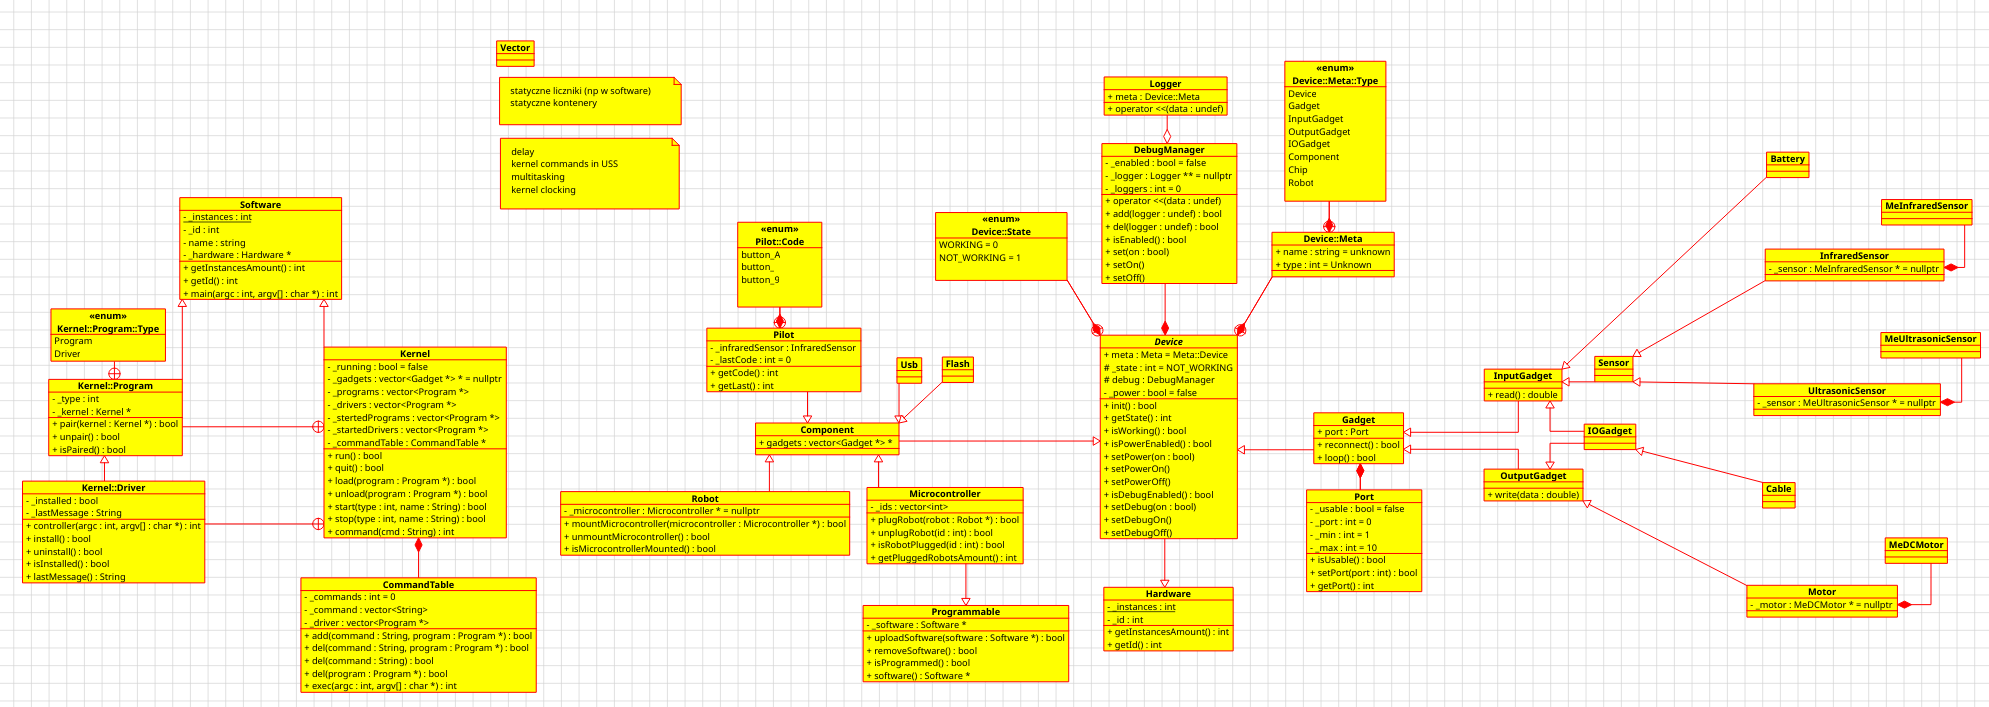 Vector
statyczne liczniki (np w software)
statyczne kontenery
delay
kernel commands in USS
multitasking
kernel clocking
Software
- _instances : int
- _id : int
- name : string
- _hardware : Hardware *
+ getInstancesAmount() : int
+ getId() : int
+ main(argc : int, argv[] : char *) : int
«enum»
Kernel::Program::Type
Program
Driver
Kernel::Program
- _type : int
- _kernel : Kernel *
+ pair(kernel : Kernel *) : bool
+ unpair() : bool
+ isPaired() : bool
Kernel::Driver
- _installed : bool
- _lastMessage : String
+ controller(argc : int, argv[] : char *) : int
+ install() : bool
+ uninstall() : bool
+ isInstalled() : bool
+ lastMessage() : String
Kernel
- _running : bool = false
- _gadgets : vector<Gadget *> * = nullptr
- _programs : vector<Program *>
- _drivers : vector<Program *>
- _stertedPrograms : vector<Program *>
- _startedDrivers : vector<Program *>
- _commandTable : CommandTable *
+ run() : bool
+ quit() : bool
+ load(program : Program *) : bool
+ unload(program : Program *) : bool
+ start(type : int, name : String) : bool
+ stop(type : int, name : String) : bool
+ command(cmd : String) : int
CommandTable
- _commands : int = 0
- _command : vector<String>
- _driver : vector<Program *>
+ add(command : String, program : Program *) : bool
+ del(command : String, program : Program *) : bool
+ del(command : String) : bool
+ del(program : Program *) : bool
+ exec(argc : int, argv[] : char *) : int
«enum»
Pilot::Code
button_A
button_
button_9
Pilot
- _infraredSensor : InfraredSensor
- _lastCode : int = 0
+ getCode() : int
+ getLast() : int
Usb
Flash
Component
+ gadgets : vector<Gadget *> *
Robot
- _microcontroller : Microcontroller * = nullptr
+ mountMicrocontroller(microcontroller : Microcontroller *) : bool
+ unmountMicrocontroller() : bool
+ isMicrocontrollerMounted() : bool
Microcontroller
- _ids : vector<int>
+ plugRobot(robot : Robot *) : bool
+ unplugRobot(id : int) : bool
+ isRobotPlugged(id : int) : bool
+ getPluggedRobotsAmount() : int
Programmable
- _software : Software *
+ uploadSoftware(software : Software *) : bool
+ removeSoftware() : bool
+ isProgrammed() : bool
+ software() : Software *
«enum»
Device::State
WORKING = 0
NOT_WORKING = 1
Logger
+ meta : Device::Meta
+ operator <<(data : undef)
DebugManager
- _enabled : bool = false
- _logger : Logger ** = nullptr
- _loggers : int = 0
+ operator <<(data : undef)
+ add(logger : undef) : bool
+ del(logger : undef) : bool
+ isEnabled() : bool
+ set(on : bool)
+ setOn()
+ setOff()
«enum»
Device::Meta::Type
Device
Gadget
InputGadget
OutputGadget
IOGadget
Component
Chip
Robot
Device::Meta
+ name : string = unknown
+ type : int = Unknown
Device
+ meta : Meta = Meta::Device
# _state : int = NOT_WORKING
# debug : DebugManager
- _power : bool = false
+ init() : bool
+ getState() : int
+ isWorking() : bool
+ isPowerEnabled() : bool
+ setPower(on : bool)
+ setPowerOn()
+ setPowerOff()
+ isDebugEnabled() : bool
+ setDebug(on : bool)
+ setDebugOn()
+ setDebugOff()
Hardware
- _instances : int
- _id : int
+ getInstancesAmount() : int
+ getId() : int
Gadget
+ port : Port
+ reconnect() : bool
+ loop() : bool
Port
- _usable : bool = false
- _port : int = 0
- _min : int = 1
- _max : int = 10
+ isUsable() : bool
+ setPort(port : int) : bool
+ getPort() : int
InputGadget
+ read() : double
OutputGadget
+ write(data : double)
Sensor
IOGadget
Battery
MeInfraredSensor
InfraredSensor
- _sensor : MeInfraredSensor * = nullptr
MeUltrasonicSensor
UltrasonicSensor
- _sensor : MeUltrasonicSensor * = nullptr
Cable
MeDCMotor
Motor
- _motor : MeDCMotor * = nullptr